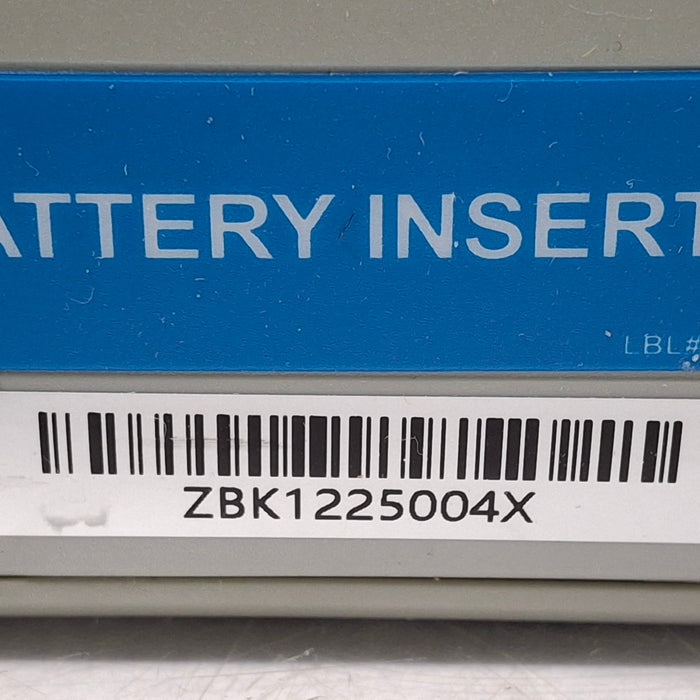 ATTERY INSERT
LBL#
ZBK1225004X